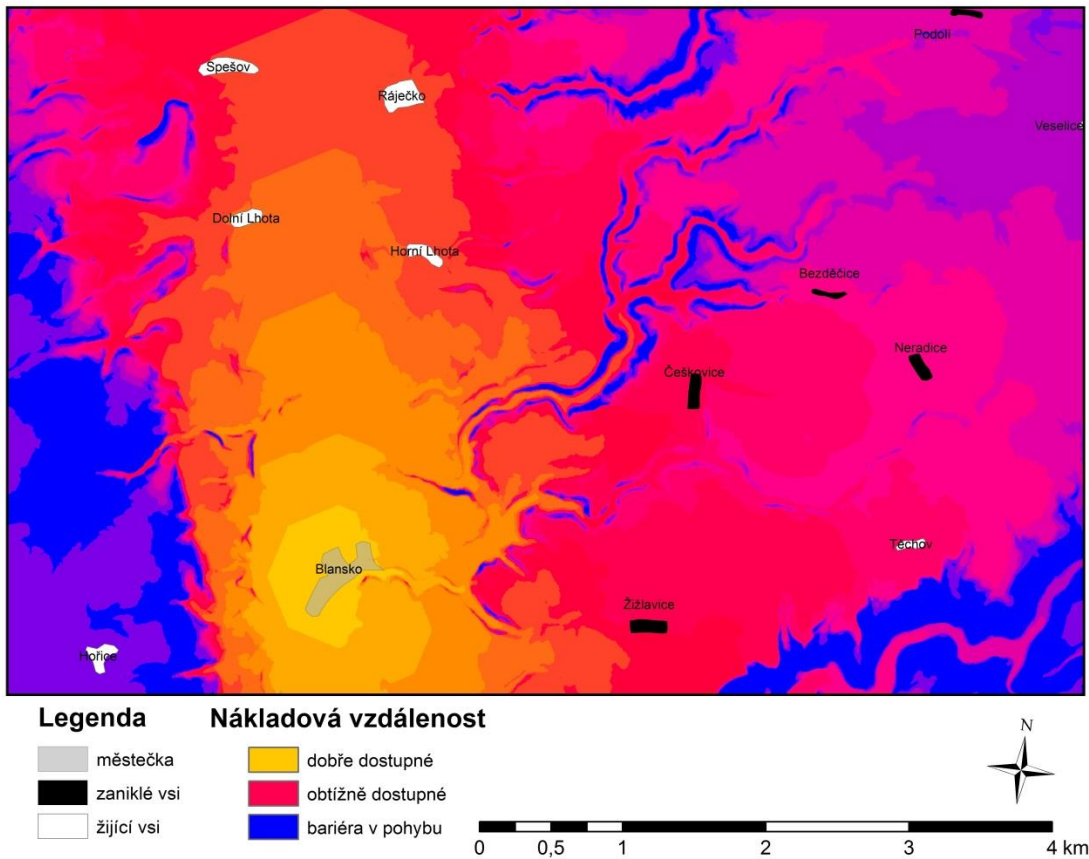 Podolí
Spešov
Ráječko
Veselice
Dolní Lhota
Horní Lhota
Bezděčice
Neradice
Češkovice
Těchov
Blansko
Žižlavice
Hořice
Legenda
městečka
zaniklé vsi
žijící vsi
Nákladová vzdálenost
dobře dostupné
obtížně dostupné
bariéra v pohybu
N
0 0,5 1 2 3 4 km